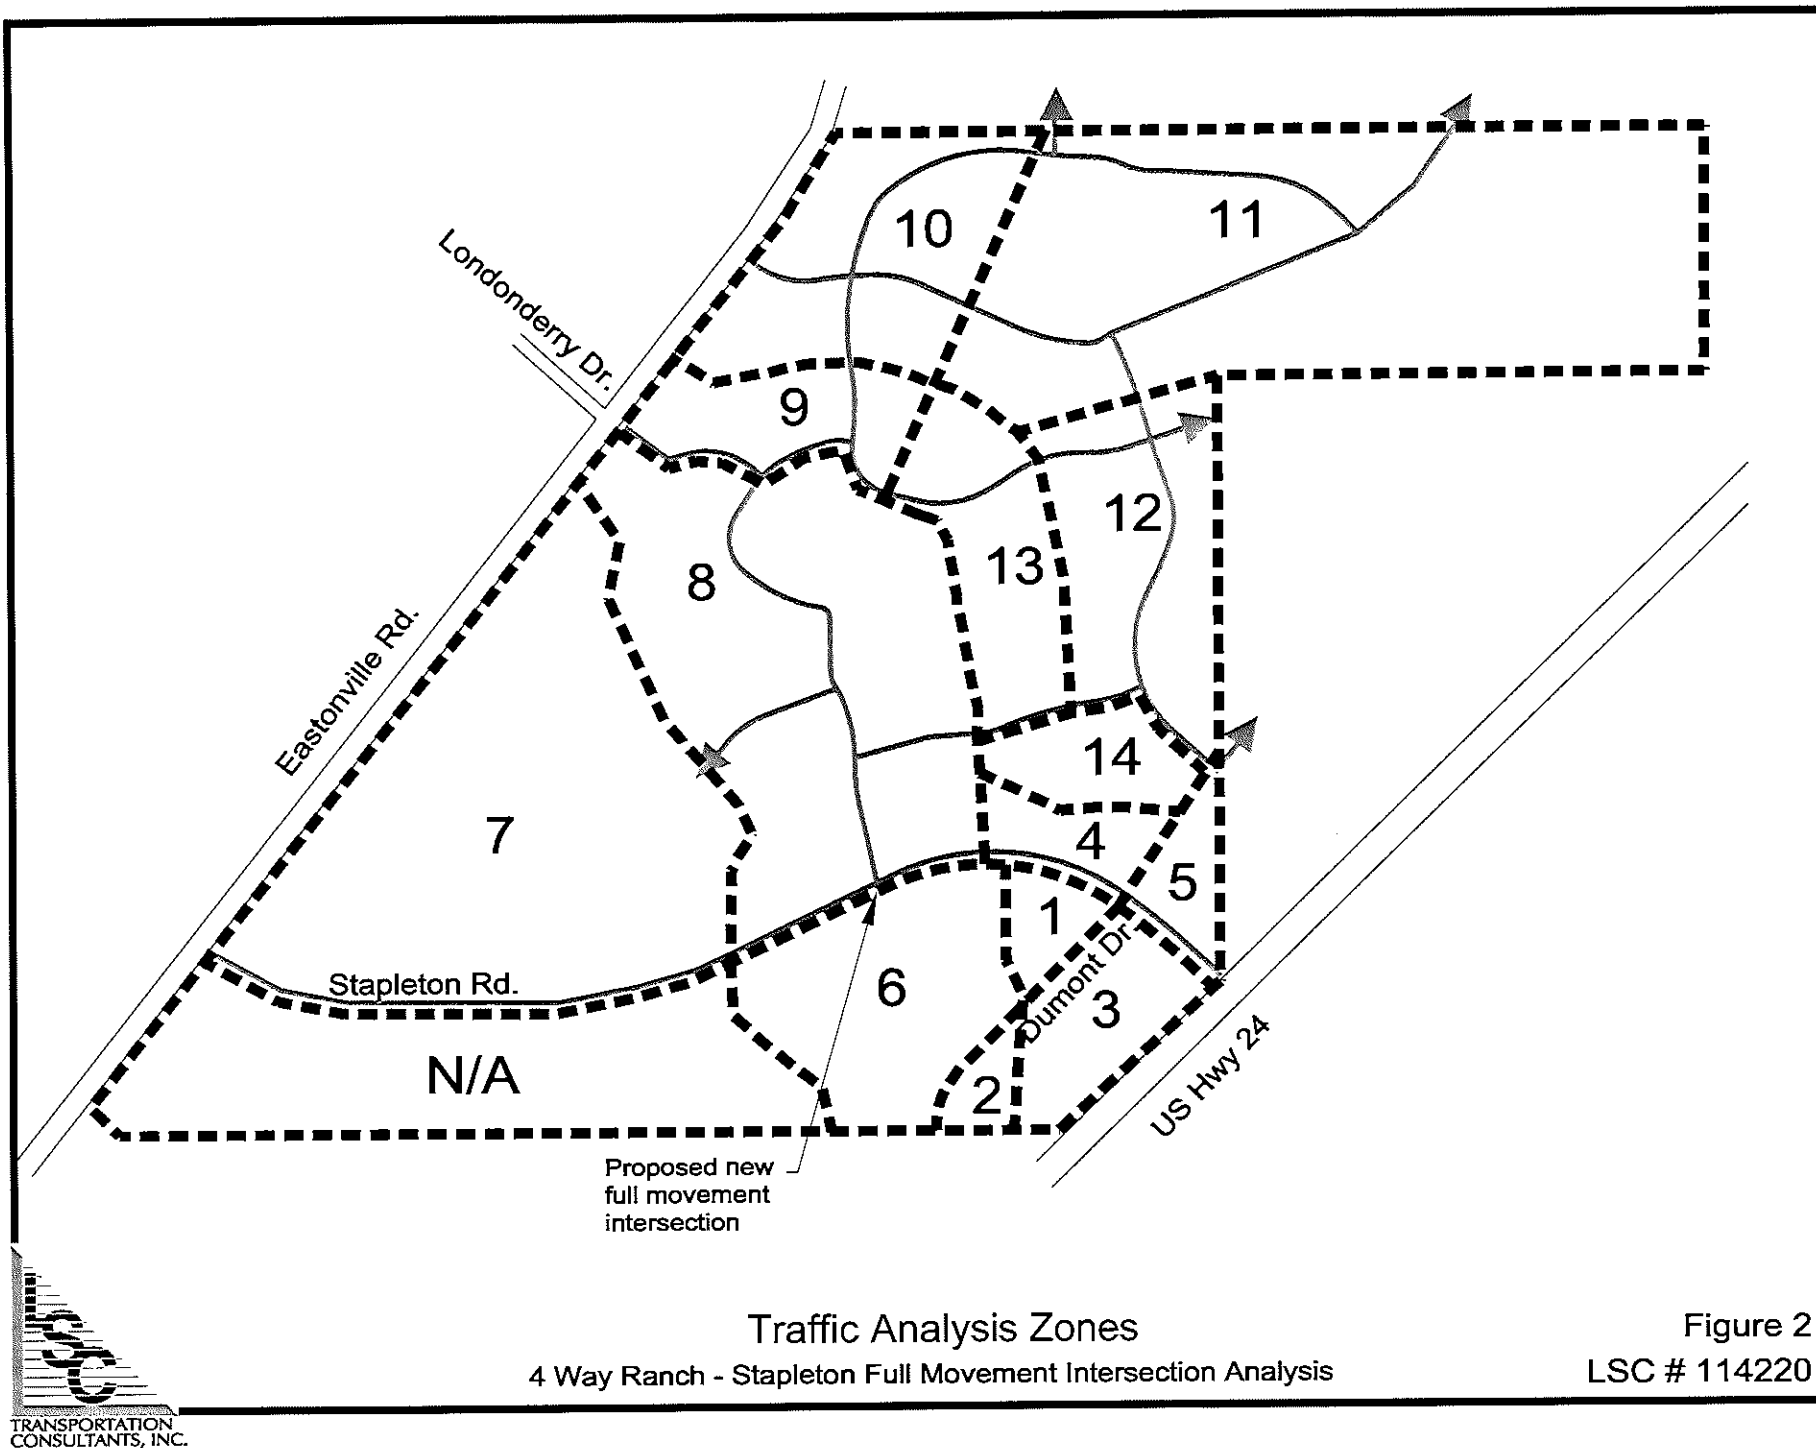 10
11
Londonderry Dr.
9
12
13
8
Eastonville Rd.
14
7
4
5
1
Dumont Dr.
Stapleton Rd.
6
3
N/A
2
US Hwy 24
Proposed new
full movement
intersection
LSC
TRANSPORTATION
CONSULTANTS, INC.
Traffic Analysis Zones
4 Way Ranch - Stapleton Full Movement Intersection Analysis
Figure 2
LSC # 114220